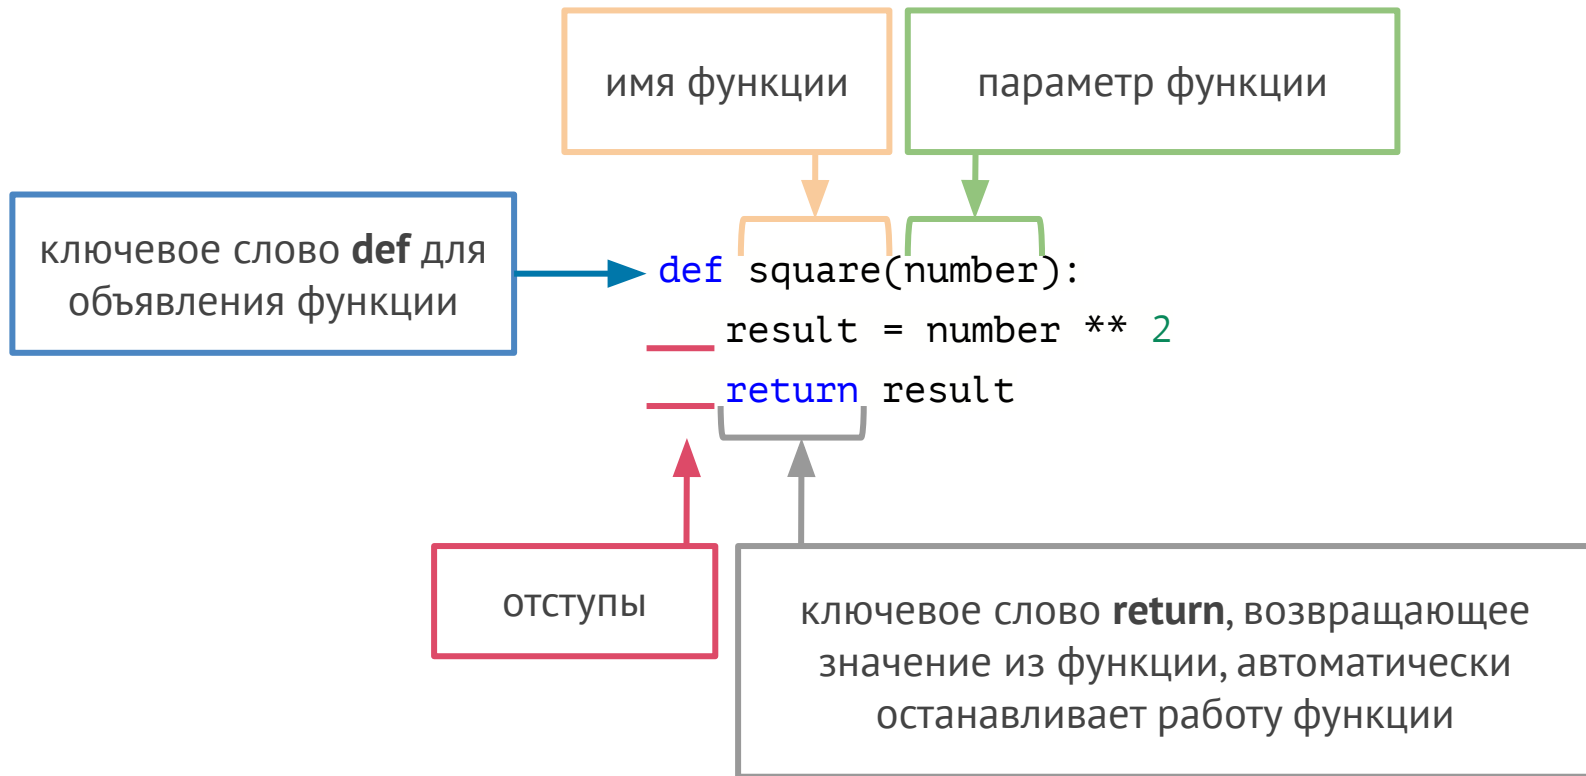 имя функции
параметр функции
ключевое слово def для
объявления функции
def square(number):
result = number ** 2
return result
отступы
ключевое слово return, возвращающее
значение из функции, автоматически
останавливает работу функции